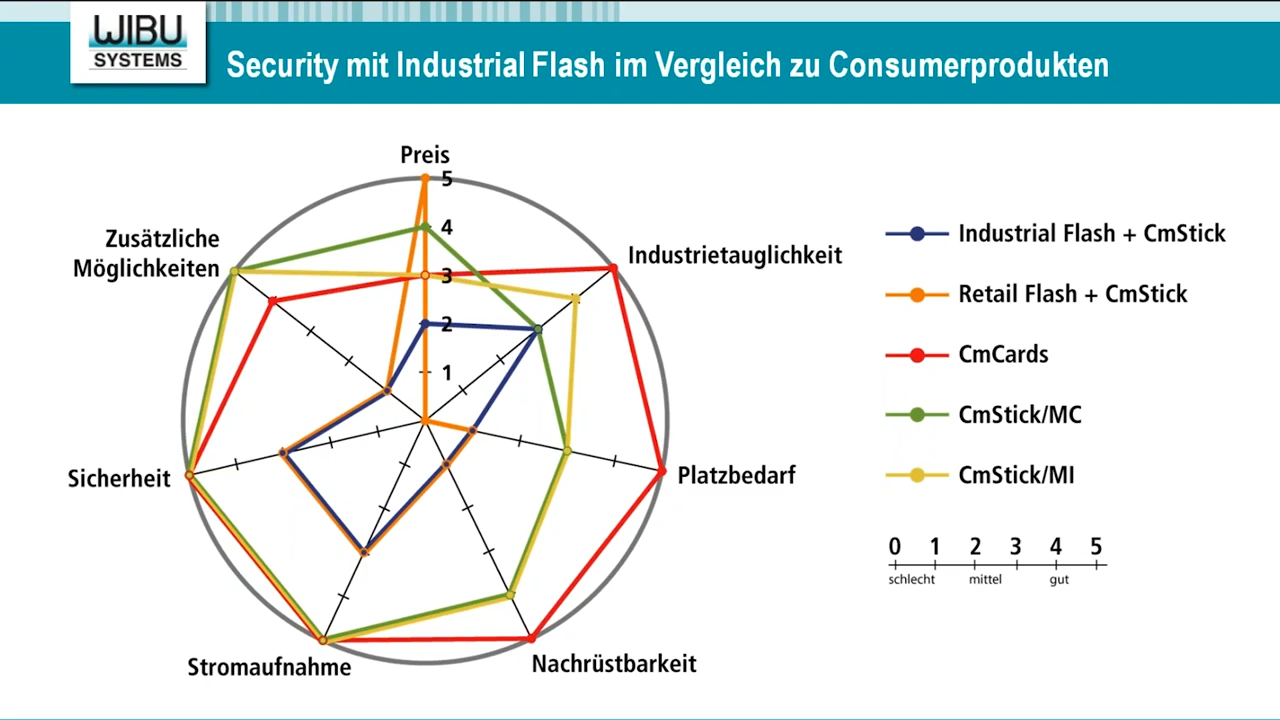 WIBU
SYSTEMS
Security mit Industrial Flash im Vergleich zu Consumerprodukten
Preis
5
4
3
2
1
Zusätzliche
Möglichkeiten
Industrietauglichkeit
Sicherheit
Platzbedarf
Stromaufnahme
Nachrüstbarkeit
Industrial Flash + CmStick
Retail Flash + CmStick
CmCards
CmStick/MC
CmStick/MI
0 1 2 3 4 5
schlecht mittel gut